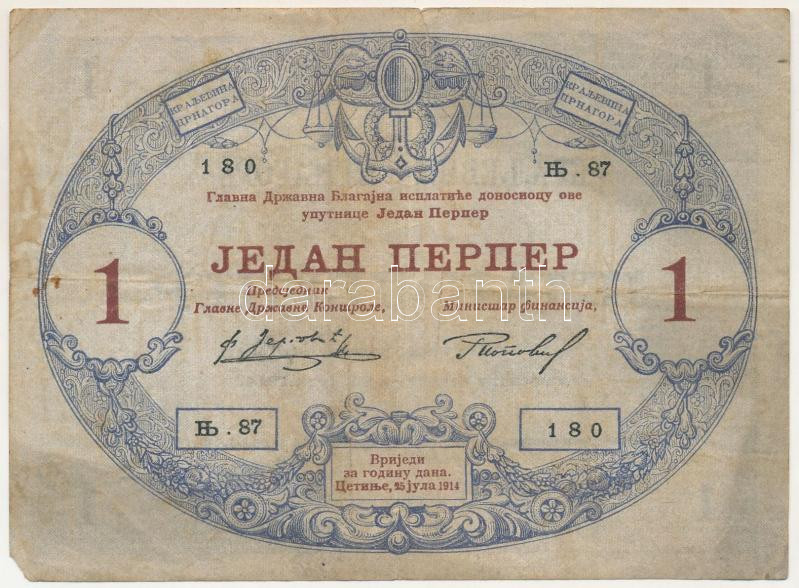 КРАЉЕВИНА
ЦРНАГОРА
КРАЉЕВИНА
ЦРНАГОРА
180
Њ.87
Главна Државна Благајна исплатиће доносиоцу ове
упутнице Један Перпер
ЈЕДАН ПЕРПЕР
1
1
darabanth
Предсједник
Главне Државне Контроле,
Министар финансија,
Њ.87
180
Вриједи
за годину дана.
Цетиње, 25 јула 1914